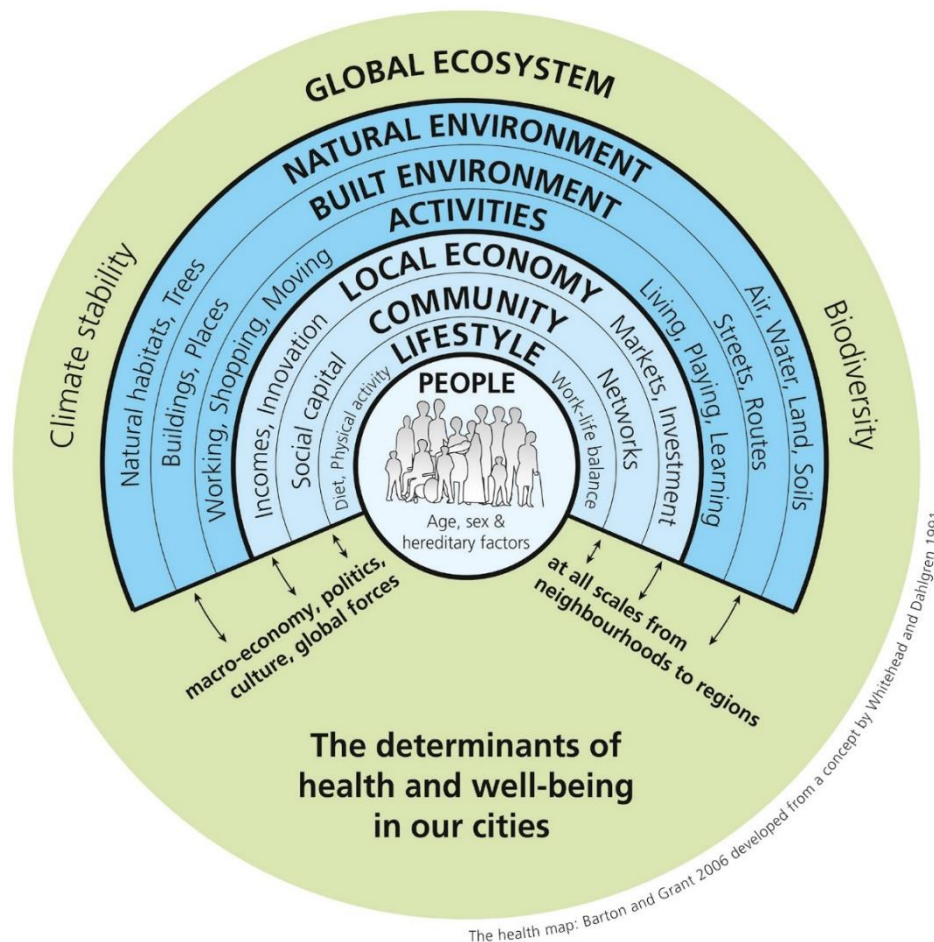 GLOBAL ECOSYSTEM
NATURAL ENVIRONMENT
BUILT ENVIRONMENT
ACTIVITIES
LOCAL ECONOMY
COMMUNITY
LIFESTYLE
PEOPLE
Age, sex &
hereditary factors
Climate stability
Natural habitats, Trees
Buildings, Places
Working, Shopping, Moving
Incomes, Innovation
Social capital
Diet, Physical activity
Work-life balance
Networks
Markets, Investment
Living, Playing, Learning
Streets, Routes
Air, Water, Land, Soils
Biodiversity
macro-economy, politics,
culture, global forces
at all scales from
neighbourhoods to regions
The determinants of
health and well-being
in our cities
The health map: Barton and Grant 2006 developed from a concept by Whitehead and Dahlgren 1991